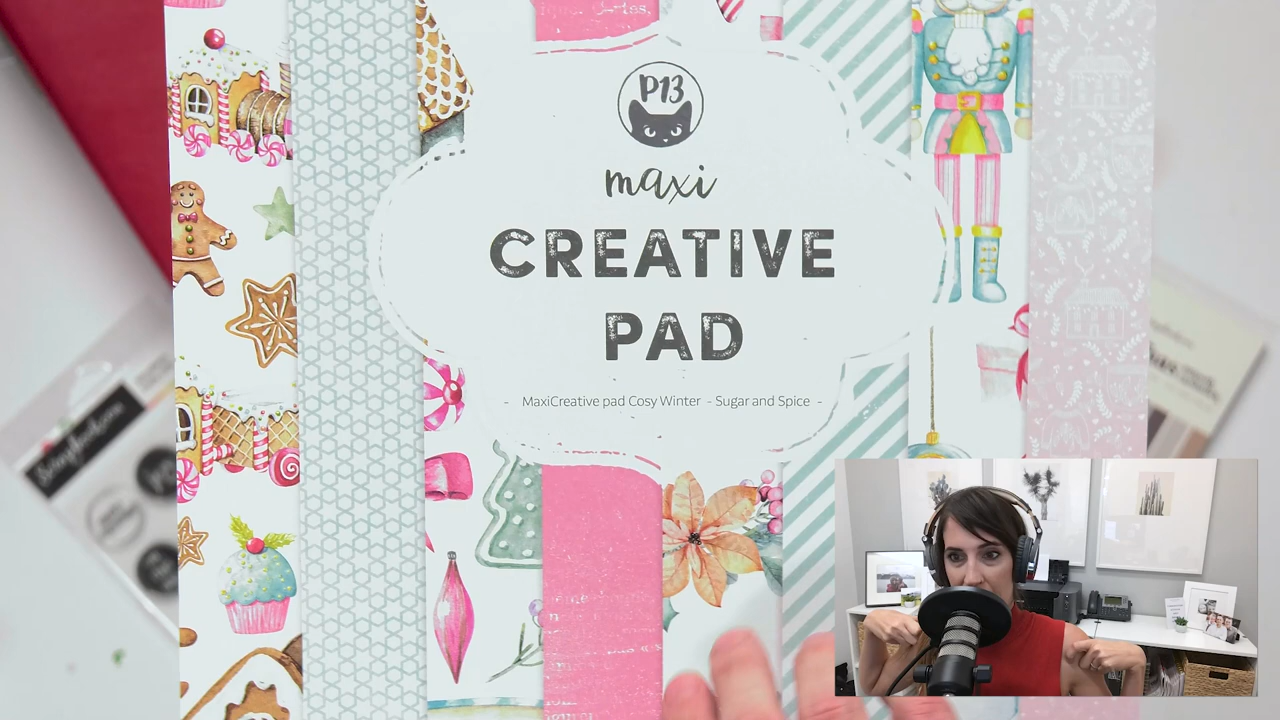 P13
maxi
CREATIVE
PAD
- MaxiCreative pad Cosy Winter - Sugar and Spice -